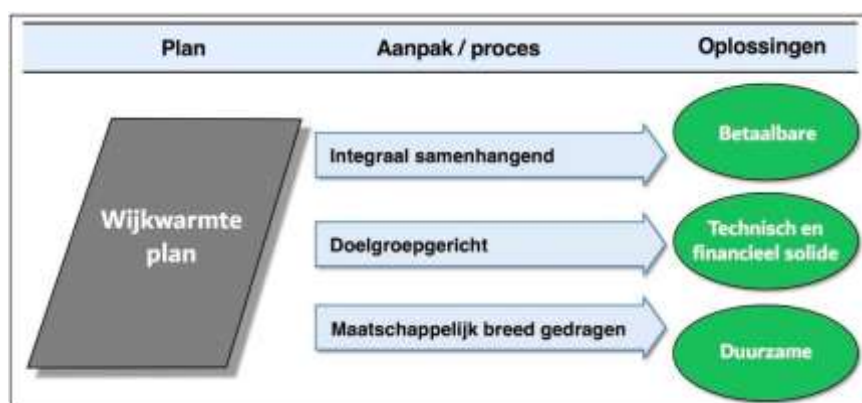 Plan
Aanpak / proces
Oplossingen
Wijkwarmte
plan
Integraal samenhangend
Doelgroepgericht
Maatschappelijk breed gedragen
Betaalbare
Technisch en
financieel solide
Duurzame